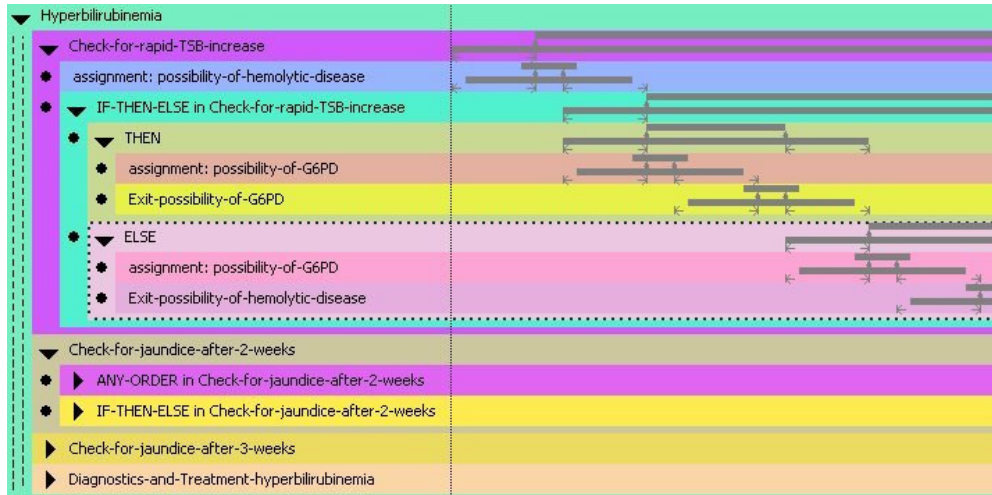 Hyperbilirubinemia
Check-for-rapid-TSB-increase
assignment: possibility-of-hemolytic-disease
IF-THEN-ELSE in Check-for-rapid-TSB-increase
THEN
assignment: possibility-of-G6PD
Exit-possibility-of-G6PD
ELSE
assignment: possibility-of-G6PD
Exit-possibility-of-hemolytic-disease
Check-for-jaundice-after-2-weeks
ANY-ORDER in Check-for-jaundice-after-2-weeks
IF-THEN-ELSE in Check-for-jaundice-after-2-weeks
Check-for-jaundice-after-3-weeks
Diagnostics-and-Treatment-hyperbilirubinemia